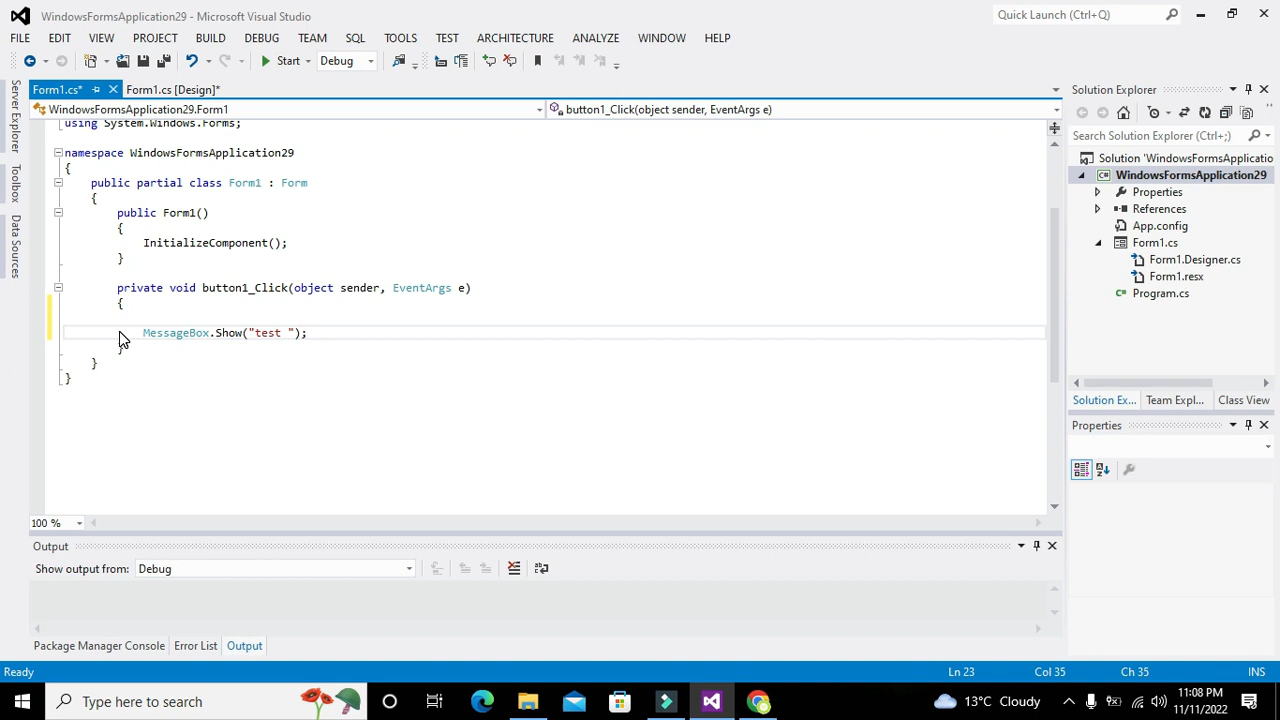 WindowsFormsApplication29 - Microsoft Visual Studio
Quick Launch (Ctrl+Q)
FILE EDIT VIEW PROJECT BUILD DEBUG TEAM SQL TOOLS TEST ARCHITECTURE ANALYZE WINDOW HELP
Start Debug
Form1.cs* Form1.cs [Design]*
WindowsFormsApplication29.Form1 button1_Click(object sender, EventArgs e)
Server Explorer
Toolbox
Data Sources
using System.Windows.Forms;
namespace WindowsFormsApplication29
{
public partial class Form1 : Form
{
public Form1()
{
InitializeComponent();
}
private void button1_Click(object sender, EventArgs e)
{
MessageBox.Show("test ");
}
}
}
100 %
Solution Explorer
Search Solution Explorer (Ctrl+;)
Solution 'WindowsFormsApplicatio
WindowsFormsApplication29
Properties
References
App.config
Form1.cs
Form1.Designer.cs
Form1.resx
Program.cs
Solution Ex... Team Expl... Class View
Properties
Output
Show output from: Debug
Package Manager Console Error List Output
Ready Ln 23 Col 35 Ch 35 INS
Type here to search
13°C Cloudy
11:08 PM
11/11/2022